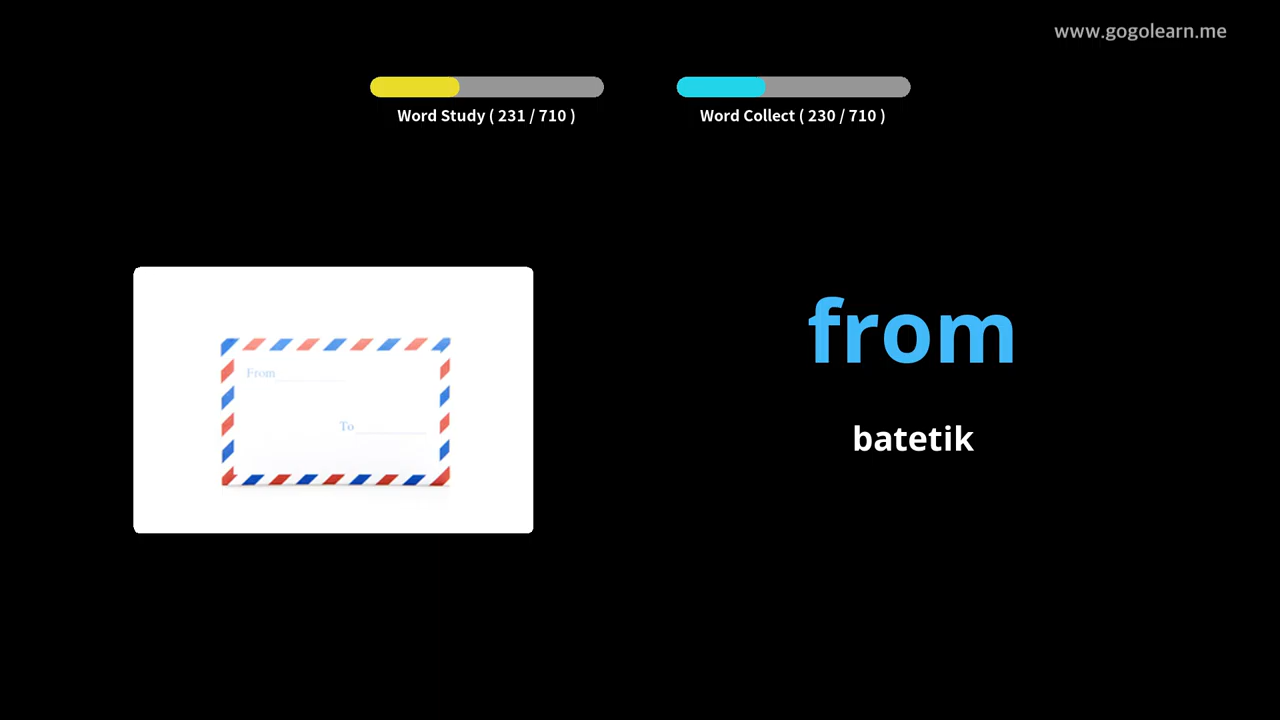 www.gogolearn.me
Word Study ( 231 / 710 )
Word Collect ( 230 / 710 )
From
To
from
batetik